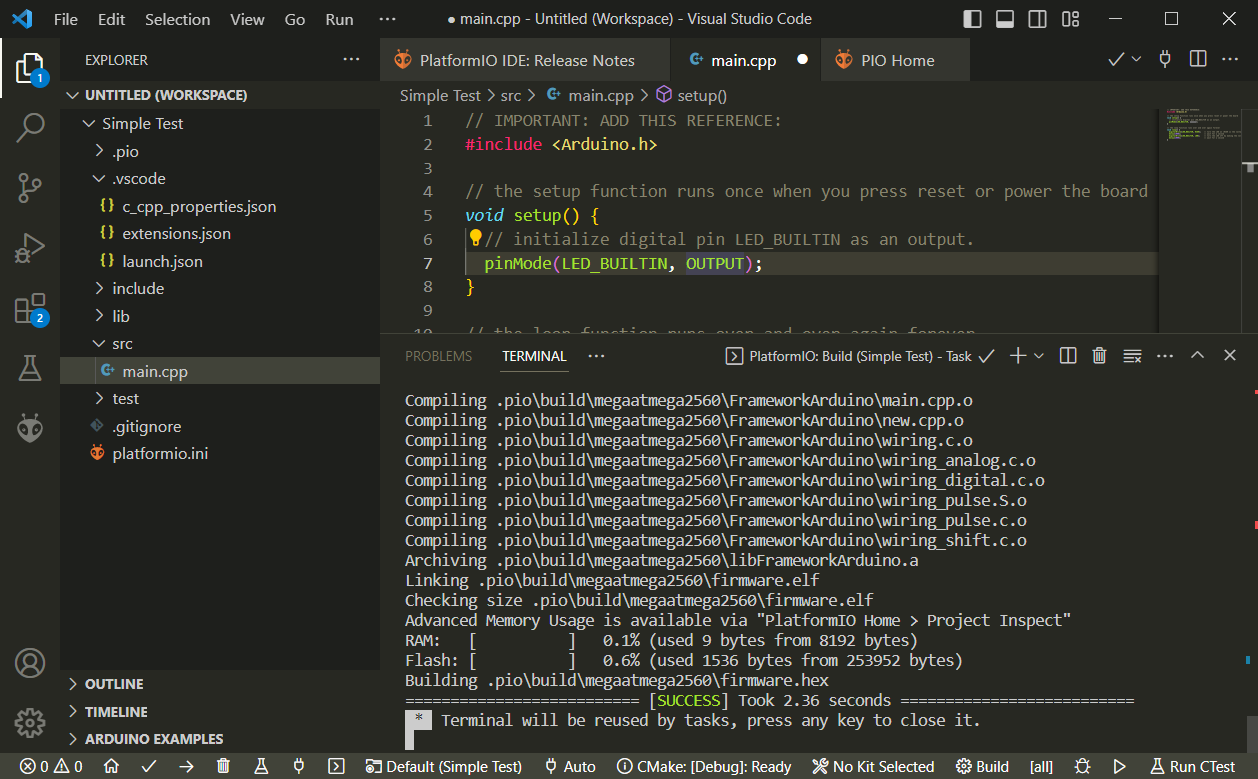 File Edit Selection View Go Run ··· ● main.cpp - Untitled (Workspace) - Visual Studio Code
EXPLORER ···
1
2
UNTITLED (WORKSPACE)
Simple Test
.pio
.vscode
{} c_cpp_properties.json
{} extensions.json
{} launch.json
include
lib
src
main.cpp
test
.gitignore
platformio.ini
OUTLINE
TIMELINE
ARDUINO EXAMPLES
PlatformIO IDE: Release Notes main.cpp ● PIO Home
Simple Test > src > main.cpp > setup()
1 // IMPORTANT: ADD THIS REFERENCE:
2 #include <Arduino.h>
3
4 // the setup function runs once when you press reset or power the board
5 void setup() {
6 // initialize digital pin LED_BUILTIN as an output.
7 pinMode(LED_BUILTIN, OUTPUT);
8 }
9
10 // the loop function runs over and over again forever
PROBLEMS TERMINAL ··· PlatformIO: Build (Simple Test) - Task
Compiling .pio\build\megaatmega2560\FrameworkArduino\main.cpp.o
Compiling .pio\build\megaatmega2560\FrameworkArduino\new.cpp.o
Compiling .pio\build\megaatmega2560\FrameworkArduino\wiring.c.o
Compiling .pio\build\megaatmega2560\FrameworkArduino\wiring_analog.c.o
Compiling .pio\build\megaatmega2560\FrameworkArduino\wiring_digital.c.o
Compiling .pio\build\megaatmega2560\FrameworkArduino\wiring_pulse.S.o
Compiling .pio\build\megaatmega2560\FrameworkArduino\wiring_pulse.c.o
Compiling .pio\build\megaatmega2560\FrameworkArduino\wiring_shift.c.o
Archiving .pio\build\megaatmega2560\libFrameworkArduino.a
Linking .pio\build\megaatmega2560\firmware.elf
Checking size .pio\build\megaatmega2560\firmware.elf
Advanced Memory Usage is available via "PlatformIO Home > Project Inspect"
RAM:   [          ]   0.1% (used 9 bytes from 8192 bytes)
Flash: [          ]   0.6% (used 1536 bytes from 253952 bytes)
Building .pio\build\megaatmega2560\firmware.hex
========================== [SUCCESS] Took 2.36 seconds ==========================
* Terminal will be reused by tasks, press any key to close it.
0 0 Default (Simple Test) Auto CMake: [Debug]: Ready No Kit Selected Build [all] Run CTest